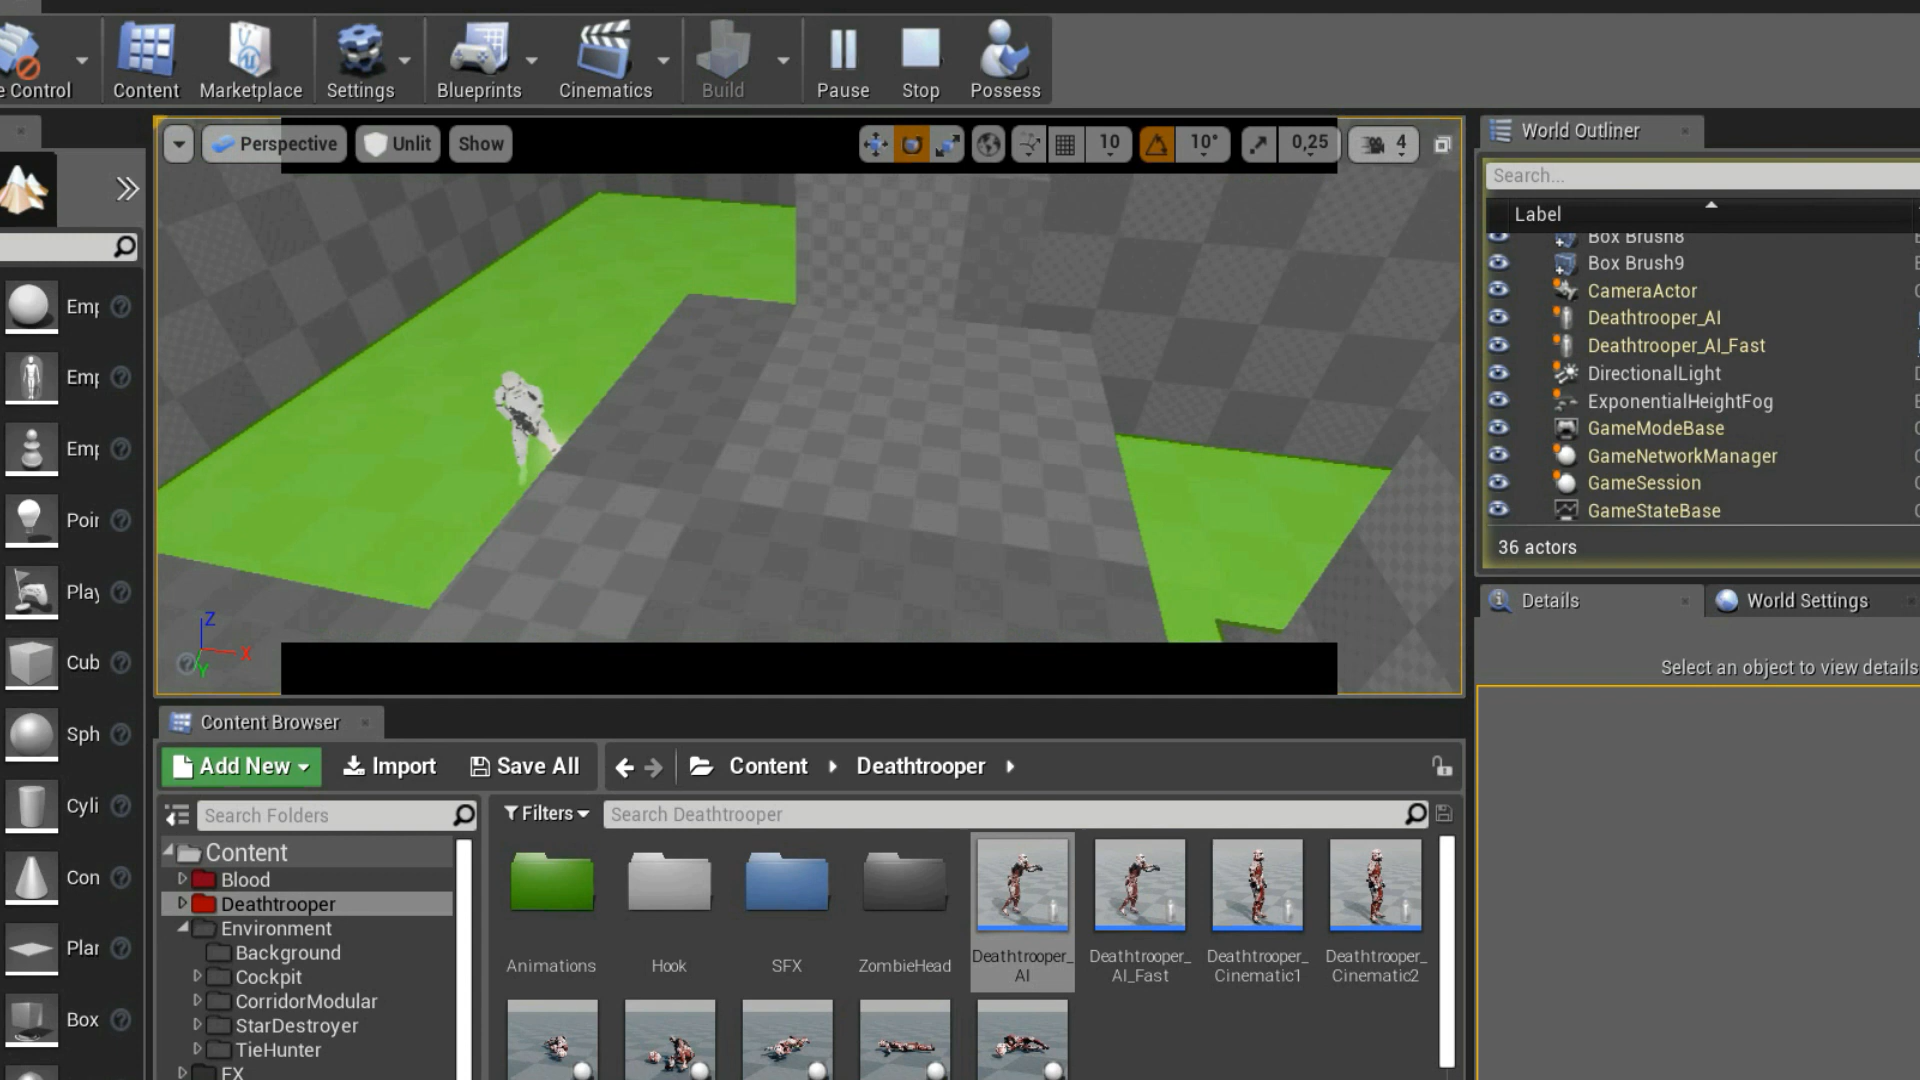 e Control
Content
Marketplace
Settings
Blueprints
Cinematics
Build
Pause
Stop
Possess
Perspective
Unlit
Show
10
10°
0,25
4
Z
X
Y
World Outliner
Search...
Label
Box Brush8
Box Brush9
CameraActor
Deathtrooper_AI
Deathtrooper_AI_Fast
DirectionalLight
ExponentialHeightFog
GameModeBase
GameNetworkManager
GameSession
GameStateBase
36 actors
Details
World Settings
Select an object to view details
Emp
Emp
Emp
Poin
Play
Cub
Sph
Cyli
Con
Plan
Box
Content Browser
Add New
Import
Save All
Content
Deathtrooper
Search Folders
Filters
Search Deathtrooper
Content
Blood
Deathtrooper
Environment
Background
Cockpit
CorridorModular
StarDestroyer
TieHunter
FX
Animations
Hook
SFX
ZombieHead
Deathtrooper_
AI
Deathtrooper_
AI_Fast
Deathtrooper_
Cinematic1
Deathtrooper_
Cinematic2